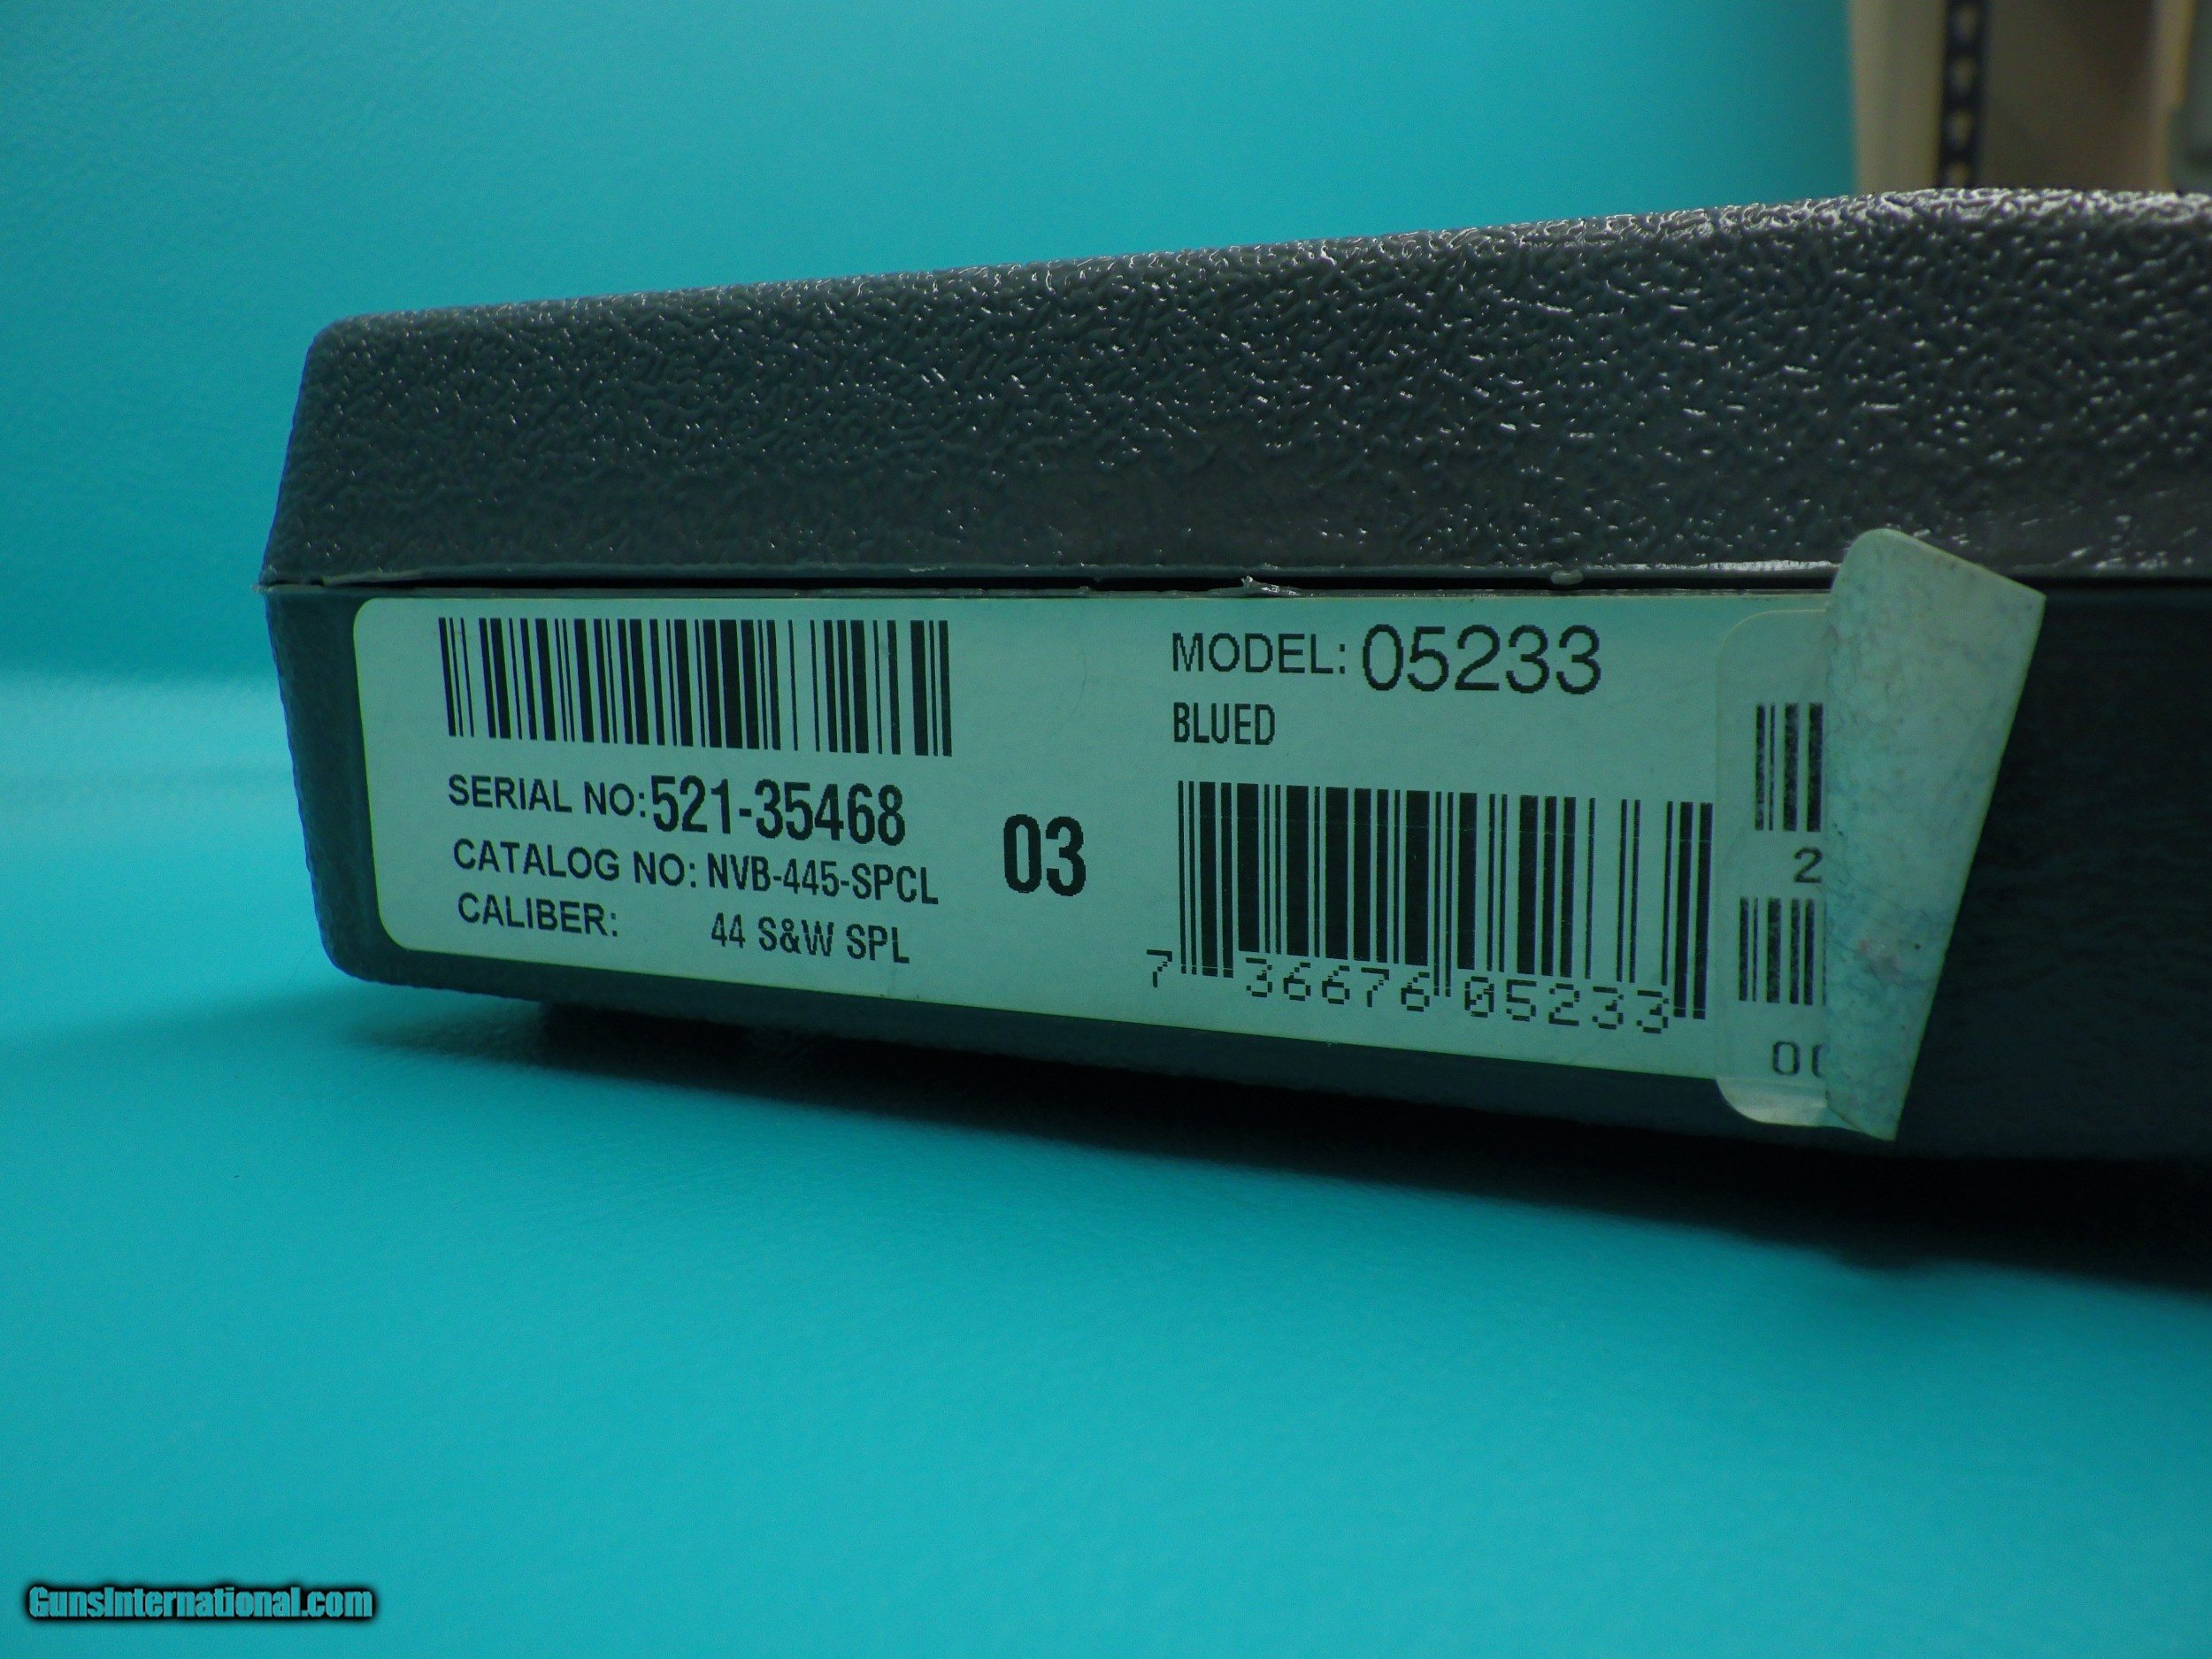 SERIAL NO: 521-35468
CATALOG NO: NVB-445-SPCL
CALIBER: 44 S&W SPL
03
MODEL: 05233
BLUED
7 36676 05233
2
GunsInternational.com